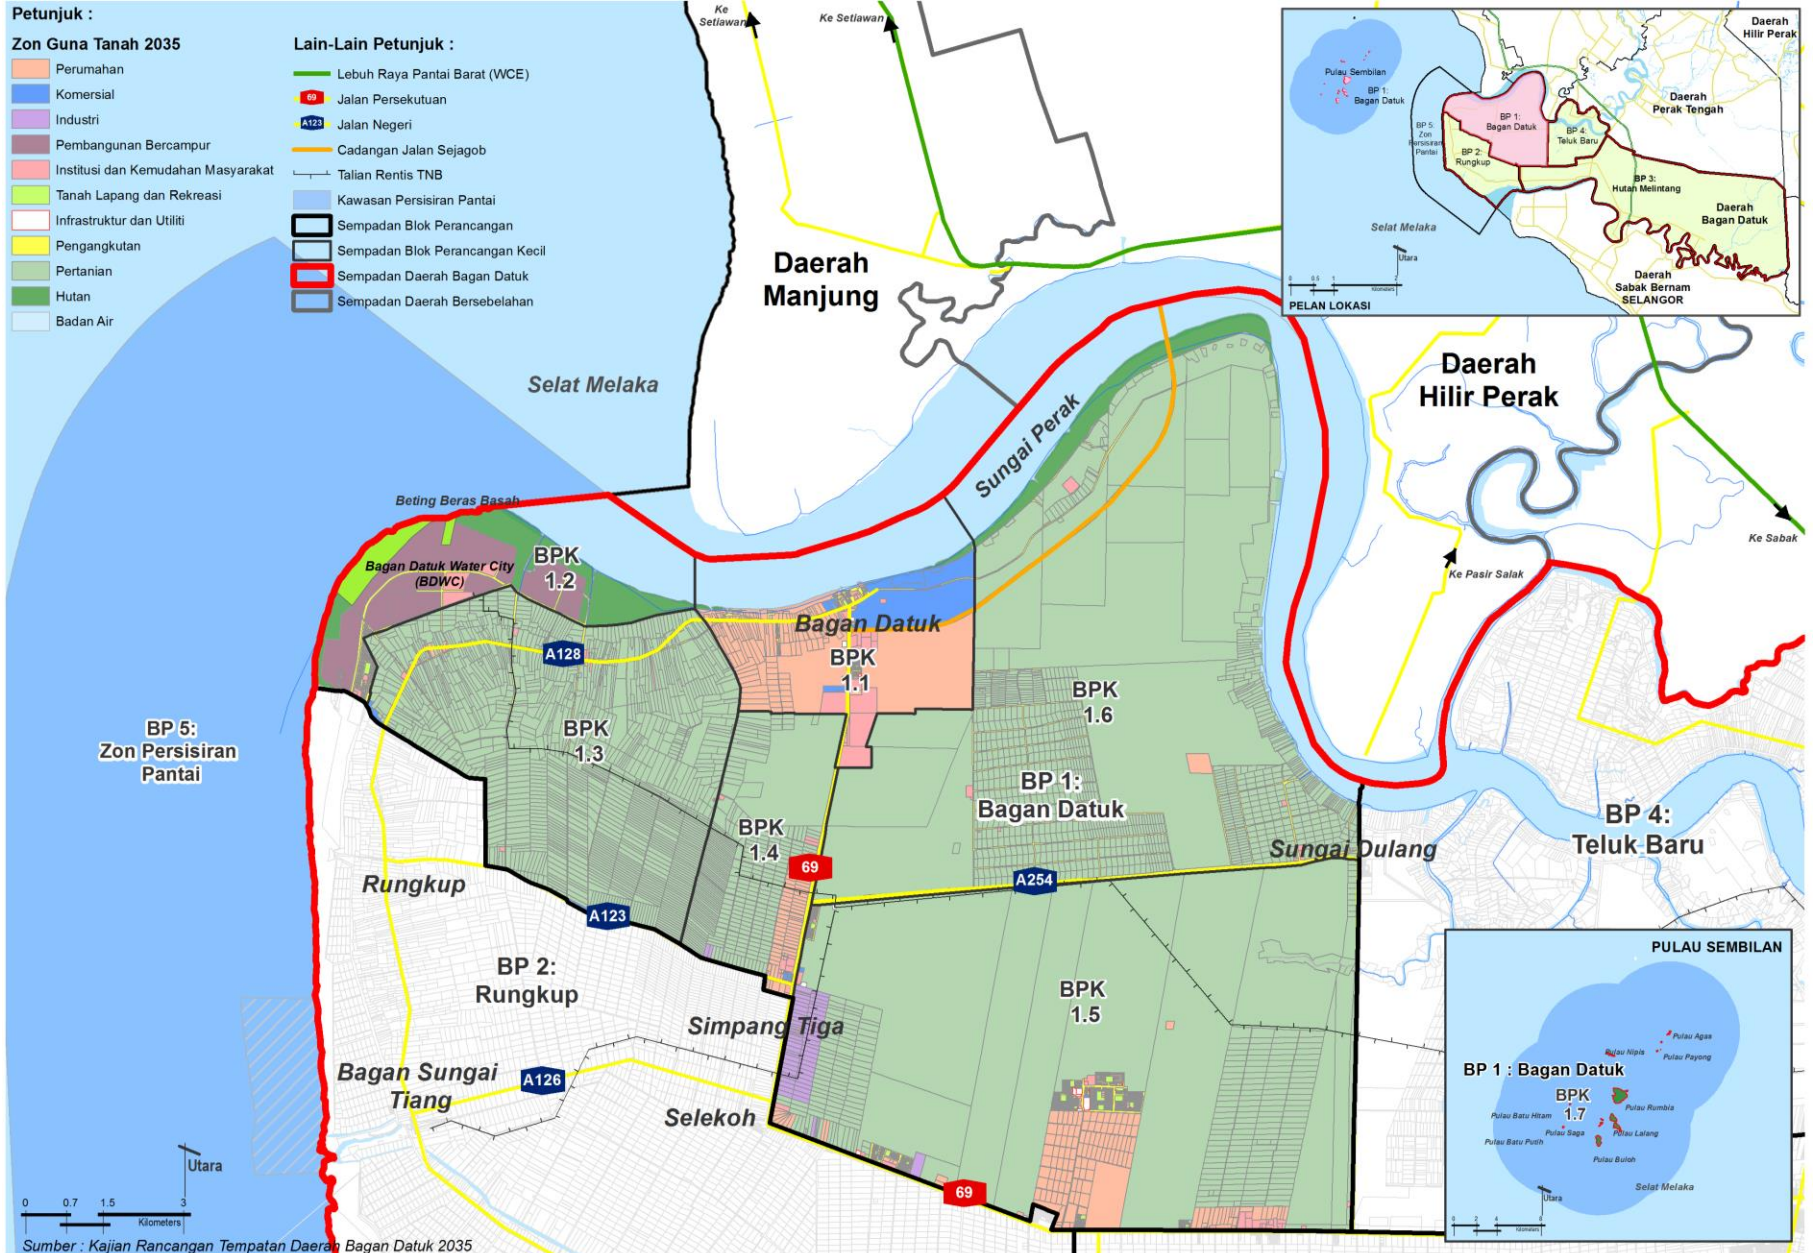 Petunjuk :
Zon Guna Tanah 2035
Perumahan
Komersial
Industri
Pembangunan Bercampur
Institusi dan Kemudahan Masyarakat
Tanah Lapang dan Rekreasi
Infrastruktur dan Utiliti
Pengangkutan
Pertanian
Hutan
Badan Air
Lain-Lain Petunjuk :
Lebuh Raya Pantai Barat (WCE)
69
Jalan Persekutuan
A123
Jalan Negeri
Cadangan Jalan Sejagob
Talian Rentis TNB
Kawasan Persisiran Pantai
Sempadan Blok Perancangan
Sempadan Blok Perancangan Kecil
Sempadan Daerah Bagan Datuk
Sempadan Daerah Bersebelahan
Ke
Setiawan
Ke Setiawan
Daerah
Manjung
Selat Melaka
Sungai Perak
Daerah
Hilir Perak
Ke Sabak
Ke Pasir Salak
Beting Beras Basah
Bagan Datuk Water City
(BDWC)
BPK
1.2
Bagan Datuk
BPK
1.1
A128
BPK
1.3
BPK
1.6
BP 5:
Zon Persisiran
Pantai
BP 1:
Bagan Datuk
BPK
1.4
69
BP 4:
Teluk Baru
Sungai Dulang
A254
Rungkup
A123
BP 2:
Rungkup
BPK
1.5
Simpang Tiga
Bagan Sungai
Tiang
A126
Selekoh
69
Utara
0 0.7 1.5 3
Kilometers
Sumber : Kajian Rancangan Tempatan Daerah Bagan Datuk 2035
Daerah
Hilir Perak
Pulau Sembilan
BP 1:
Bagan Datuk
Daerah
Perak Tengah
BP 1:
Bagan Datuk
BP 4:
Teluk Baru
BP 5:
Zon
Persisiran
Pantai
BP 2:
Rungkup
BP 3:
Hutan Melintang
Daerah
Bagan Datuk
Selat Melaka
Utara
Daerah
Sabak Bernam
SELANGOR
Kilometers
PELAN LOKASI
PULAU SEMBILAN
Pulau Agas
Pulau Nipis
Pulau Payong
BP 1 : Bagan Datuk
BPK
1.7
Pulau Rumbia
Pulau Batu Hitam
Pulau Saga
Pulau Lalang
Pulau Batu Putih
Pulau Buloh
Selat Melaka
Utara
0 2 4 8
Kilometers